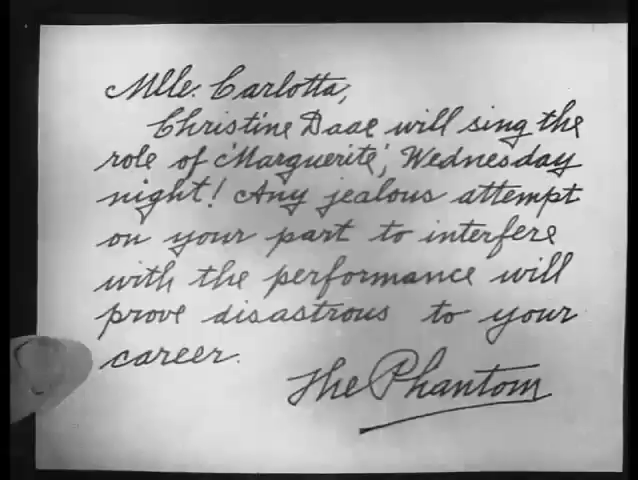 Mlle. Carlotta,
Christine Daae will sing the
role of 'Marguerite', Wednesday
night! Any jealous attempt
on your part to interfere
with the performance will
prove disastrous to your
career.
The Phantom